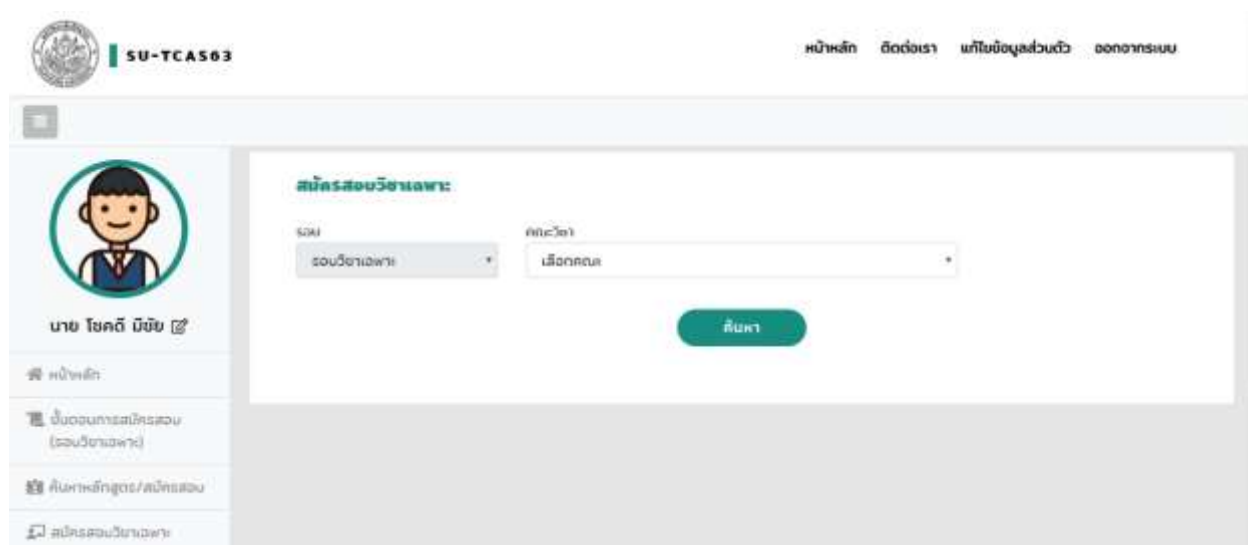 SU-TCAS63
หน้าหลัก ติดต่อเรา แก้ไขข้อมูลส่วนตัว ออกจากระบบ
สมัครสอบวิชาเฉพาะ
รอบ คณะวิชา
รอบวิชาเฉพาะ เลือกคณะ
ค้นหา
นาย โชคดี มีชัย
หน้าหลัก
ขั้นตอนการสมัครสอบ
(รอบวิชาเฉพาะ)
ค้นหาหลักสูตร/สมัครสอบ
สมัครสอบวิชาเฉพาะ